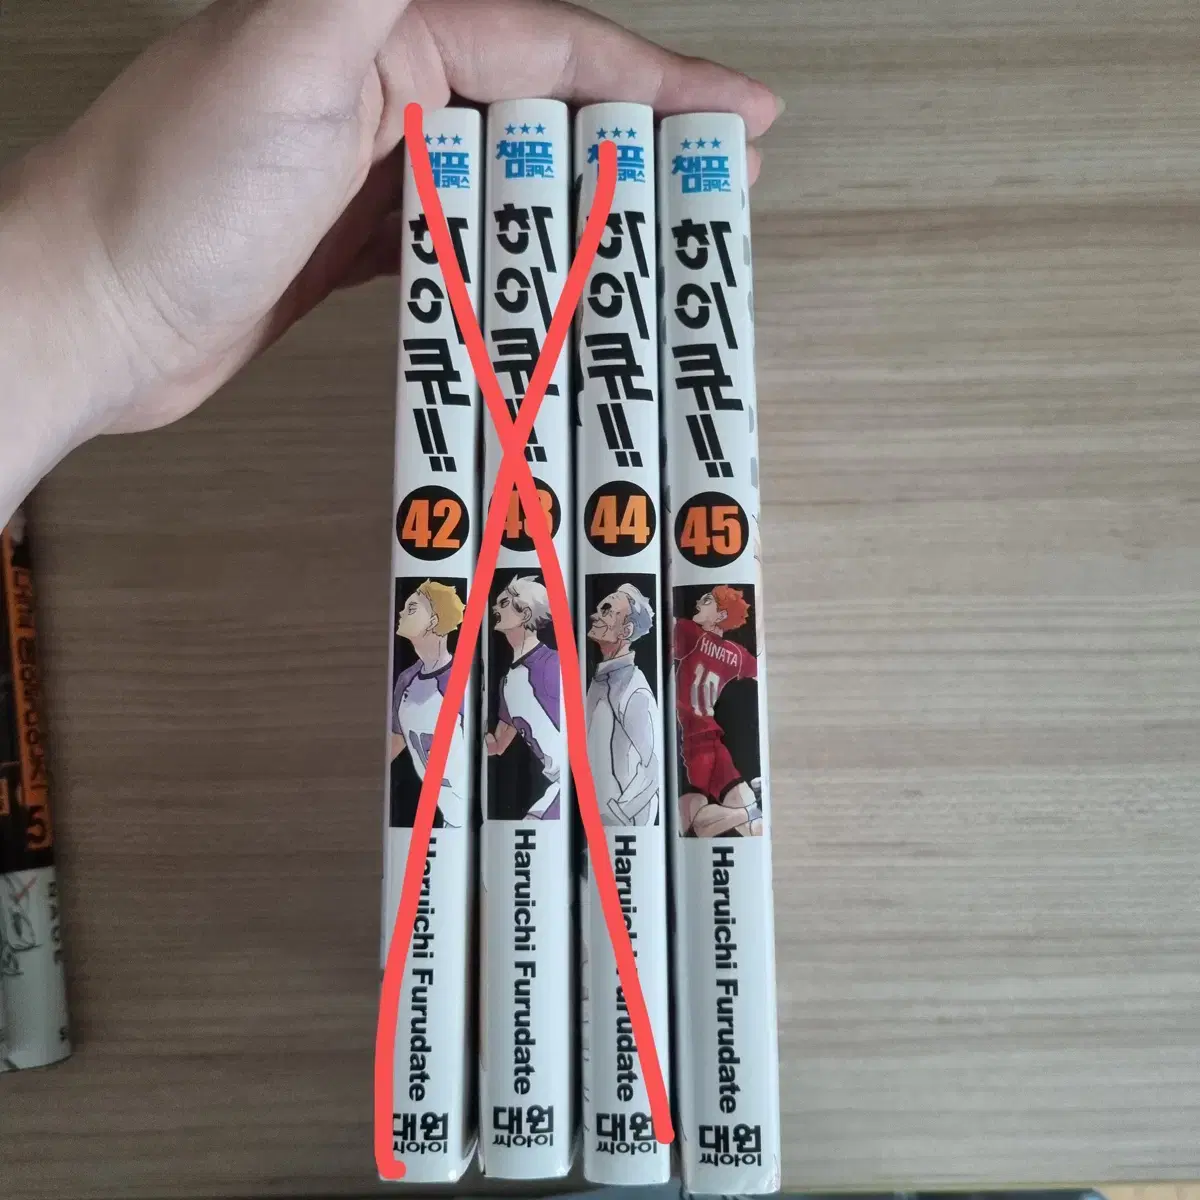 챔프
코믹스
하이큐!!
42
Haruichi Furudate
대원
씨아이
챔프
코믹스
하이큐!!
43
Haruichi Furudate
대원
씨아이
챔프
코믹스
하이큐!!
44
Haruichi Furudate
대원
씨아이
챔프
코믹스
하이큐!!
45
HINATA
10
Haruichi Furudate
대원
씨아이